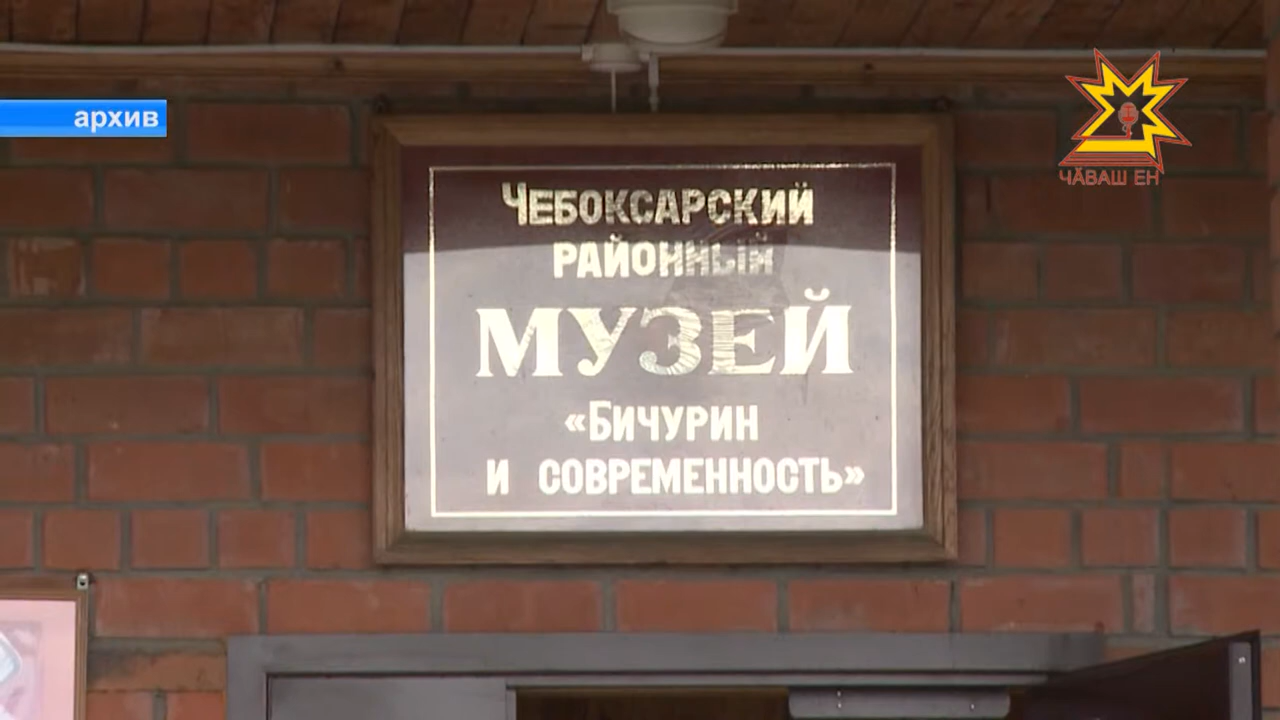 архив
ЧӐВАШ ЕН
ЧЕБОКСАРСКИЙ
РАЙОННЫЙ
МУЗЕЙ
«БИЧУРИН
И СОВРЕМЕННОСТЬ»